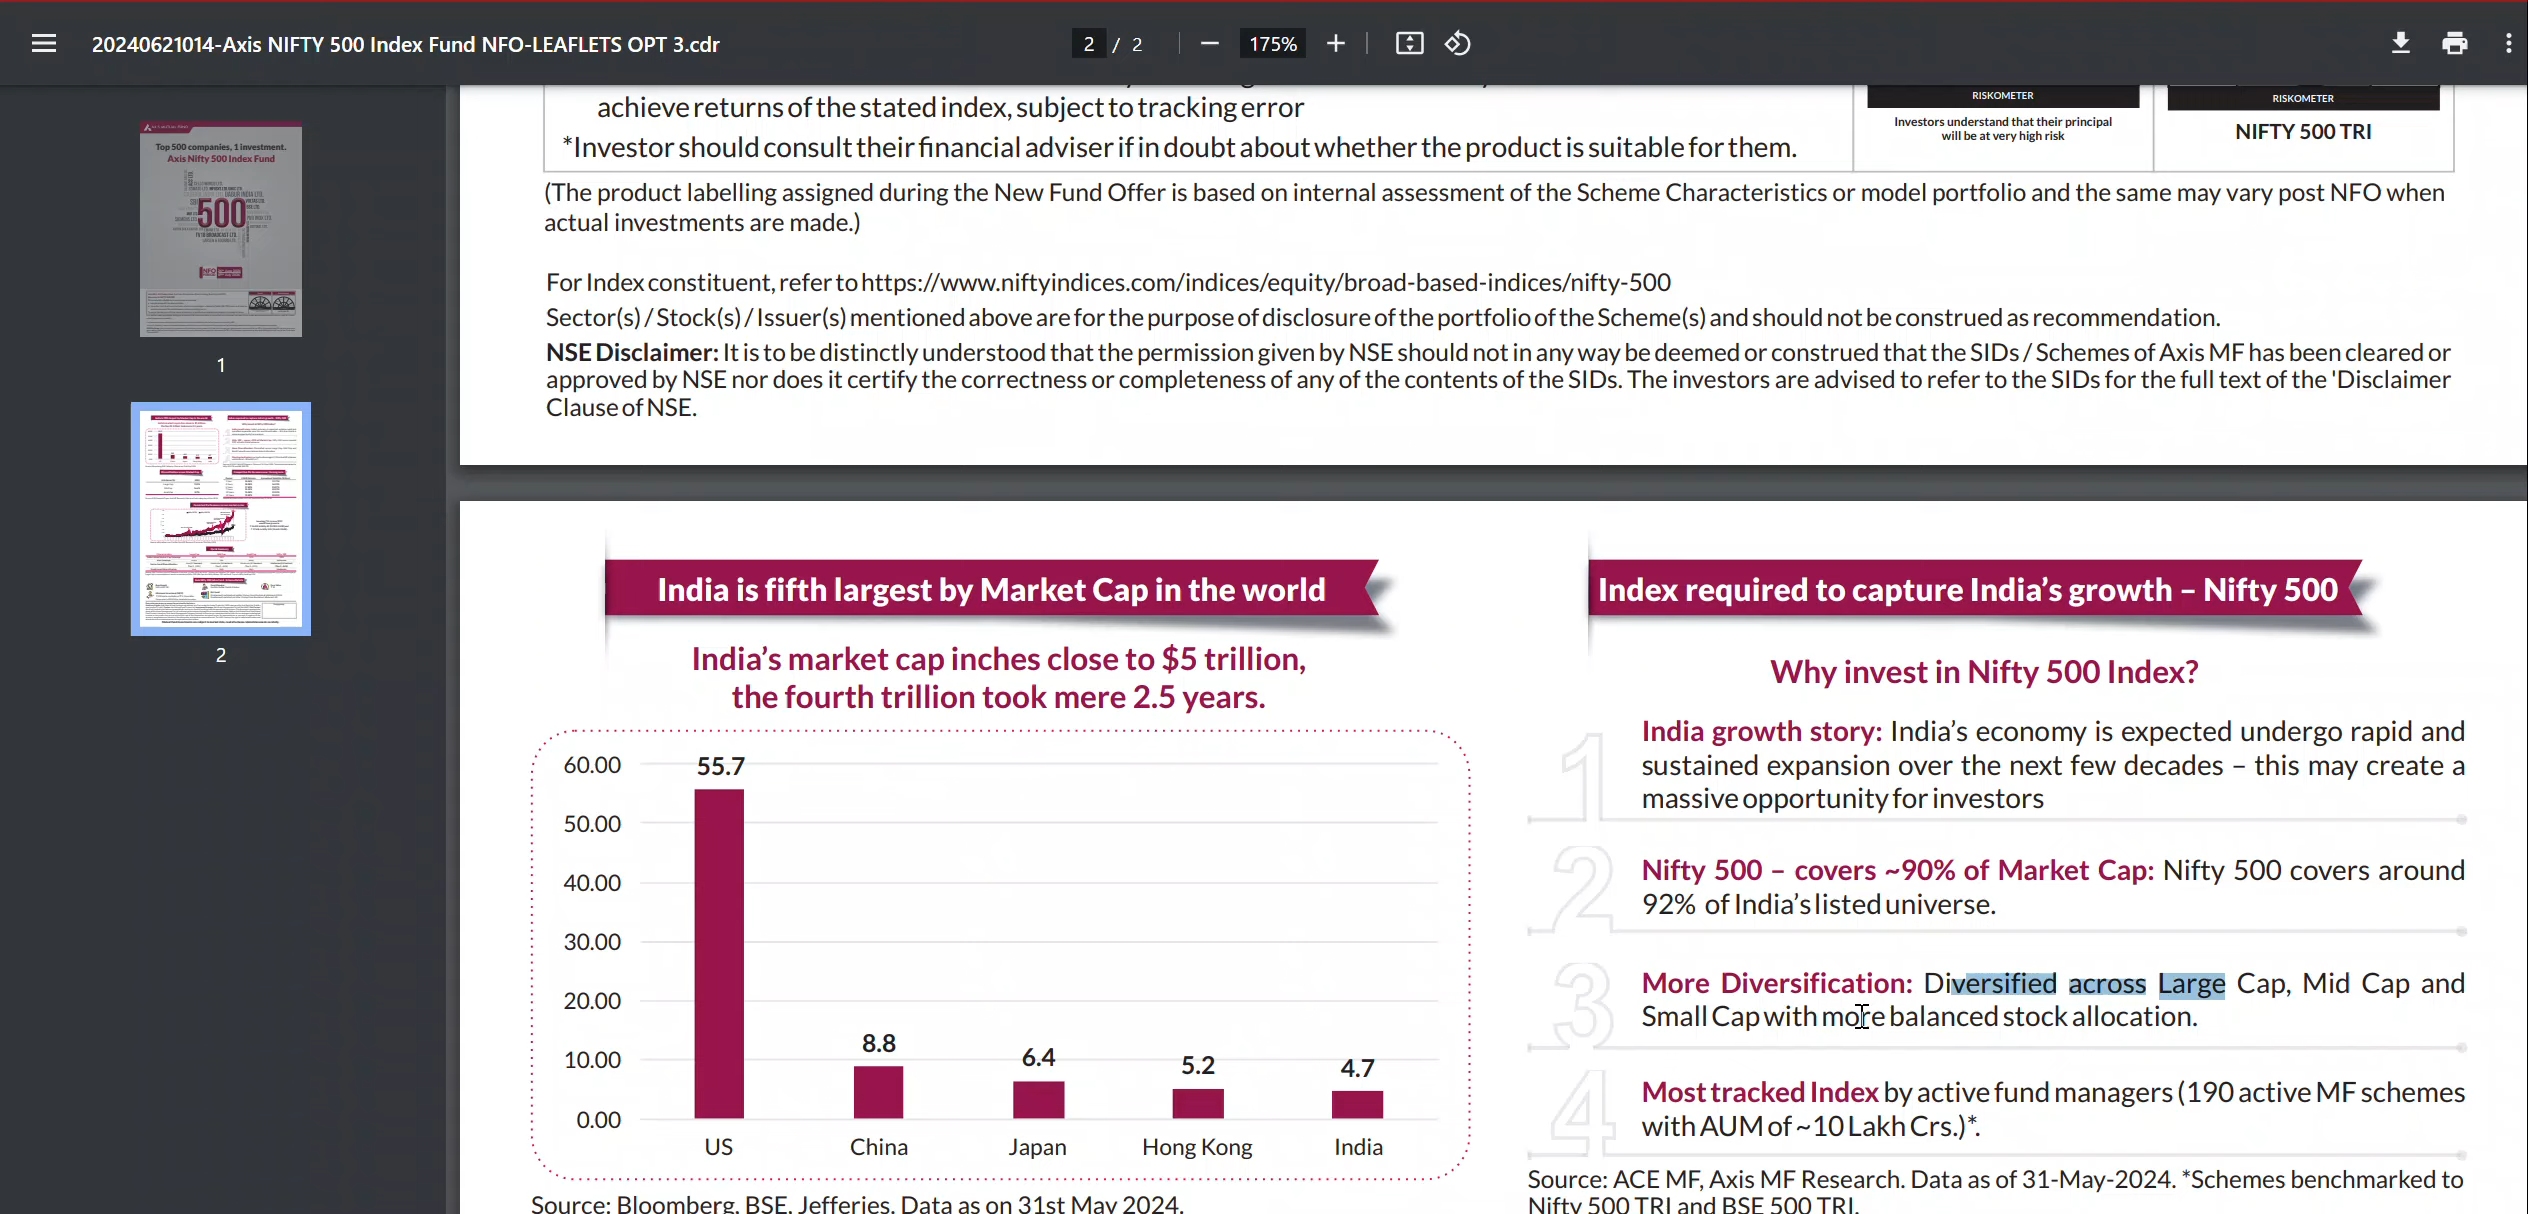 20240621014-Axis NIFTY 500 Index Fund NFO-LEAFLETS OPT 3.cdr
2 / 2
175%
Top 500 companies, 1 investment.
Axis Nifty 500 Index Fund
500
1
2
achieve returns of the stated index, subject to tracking error
*Investor should consult their financial adviser if in doubt about whether the product is suitable for them.
RISKOMETER
Investors understand that their principal
will be at very high risk
RISKOMETER
NIFTY 500 TRI
(The product labelling assigned during the New Fund Offer is based on internal assessment of the Scheme Characteristics or model portfolio and the same may vary post NFO when
actual investments are made.)
For Index constituent, refer to https://www.niftyindices.com/indices/equity/broad-based-indices/nifty-500
Sector(s) / Stock(s) / Issuer(s) mentioned above are for the purpose of disclosure of the portfolio of the Scheme(s) and should not be construed as recommendation.
NSE Disclaimer: It is to be distinctly understood that the permission given by NSE should not in any way be deemed or construed that the SIDs / Schemes of Axis MF has been cleared or
approved by NSE nor does it certify the correctness or completeness of any of the contents of the SIDs. The investors are advised to refer to the SIDs for the full text of the 'Disclaimer
Clause of NSE.
India is fifth largest by Market Cap in the world
India's market cap inches close to $5 trillion,
the fourth trillion took mere 2.5 years.
60.00
50.00
40.00
30.00
20.00
10.00
0.00
55.7
8.8
6.4
5.2
4.7
US
China
Japan
Hong Kong
India
Source: Bloomberg, BSE, Jefferies. Data as on 31st May 2024.
Index required to capture India's growth – Nifty 500
Why invest in Nifty 500 Index?
1
India growth story: India's economy is expected undergo rapid and
sustained expansion over the next few decades – this may create a
massive opportunity for investors
2
Nifty 500 – covers ~90% of Market Cap: Nifty 500 covers around
92% of India's listed universe.
3
More Diversification: Diversified across Large Cap, Mid Cap and
Small Cap with more balanced stock allocation.
4
Most tracked Index by active fund managers (190 active MF schemes
with AUM of ~10 Lakh Crs.)*.
Source: ACE MF, Axis MF Research. Data as of 31-May-2024. *Schemes benchmarked to
Nifty 500 TRI and BSE 500 TRI.